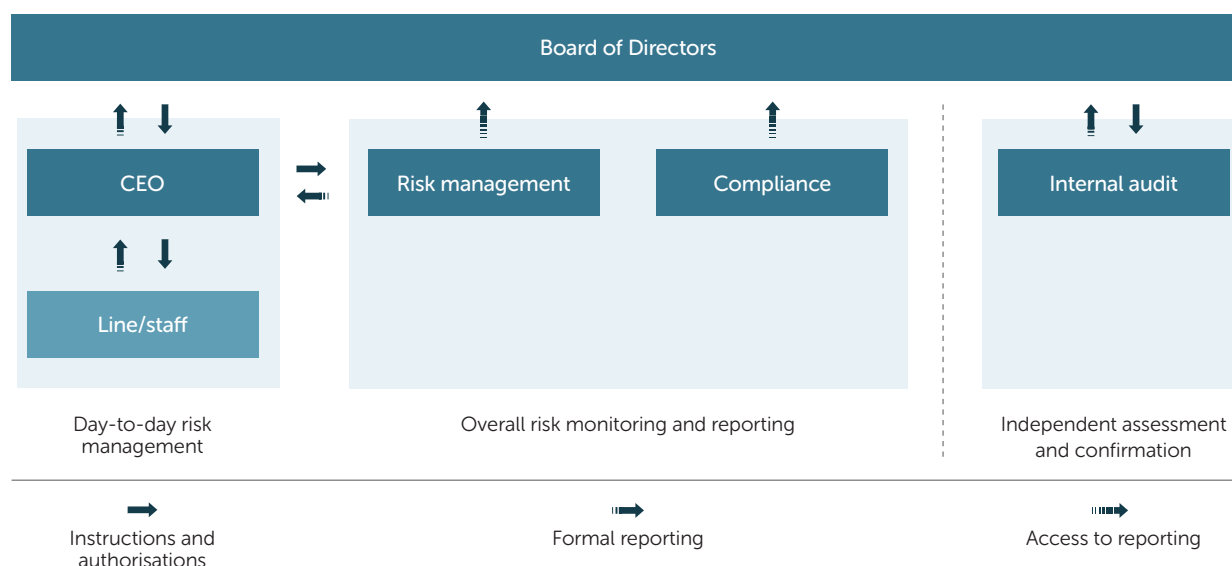 Board of Directors
CEO
Risk management
Compliance
Internal audit
Line/staff
Day-to-day risk
management
Overall risk monitoring and reporting
Independent assessment
and confirmation
Instructions and
authorisations
Formal reporting
Access to reporting